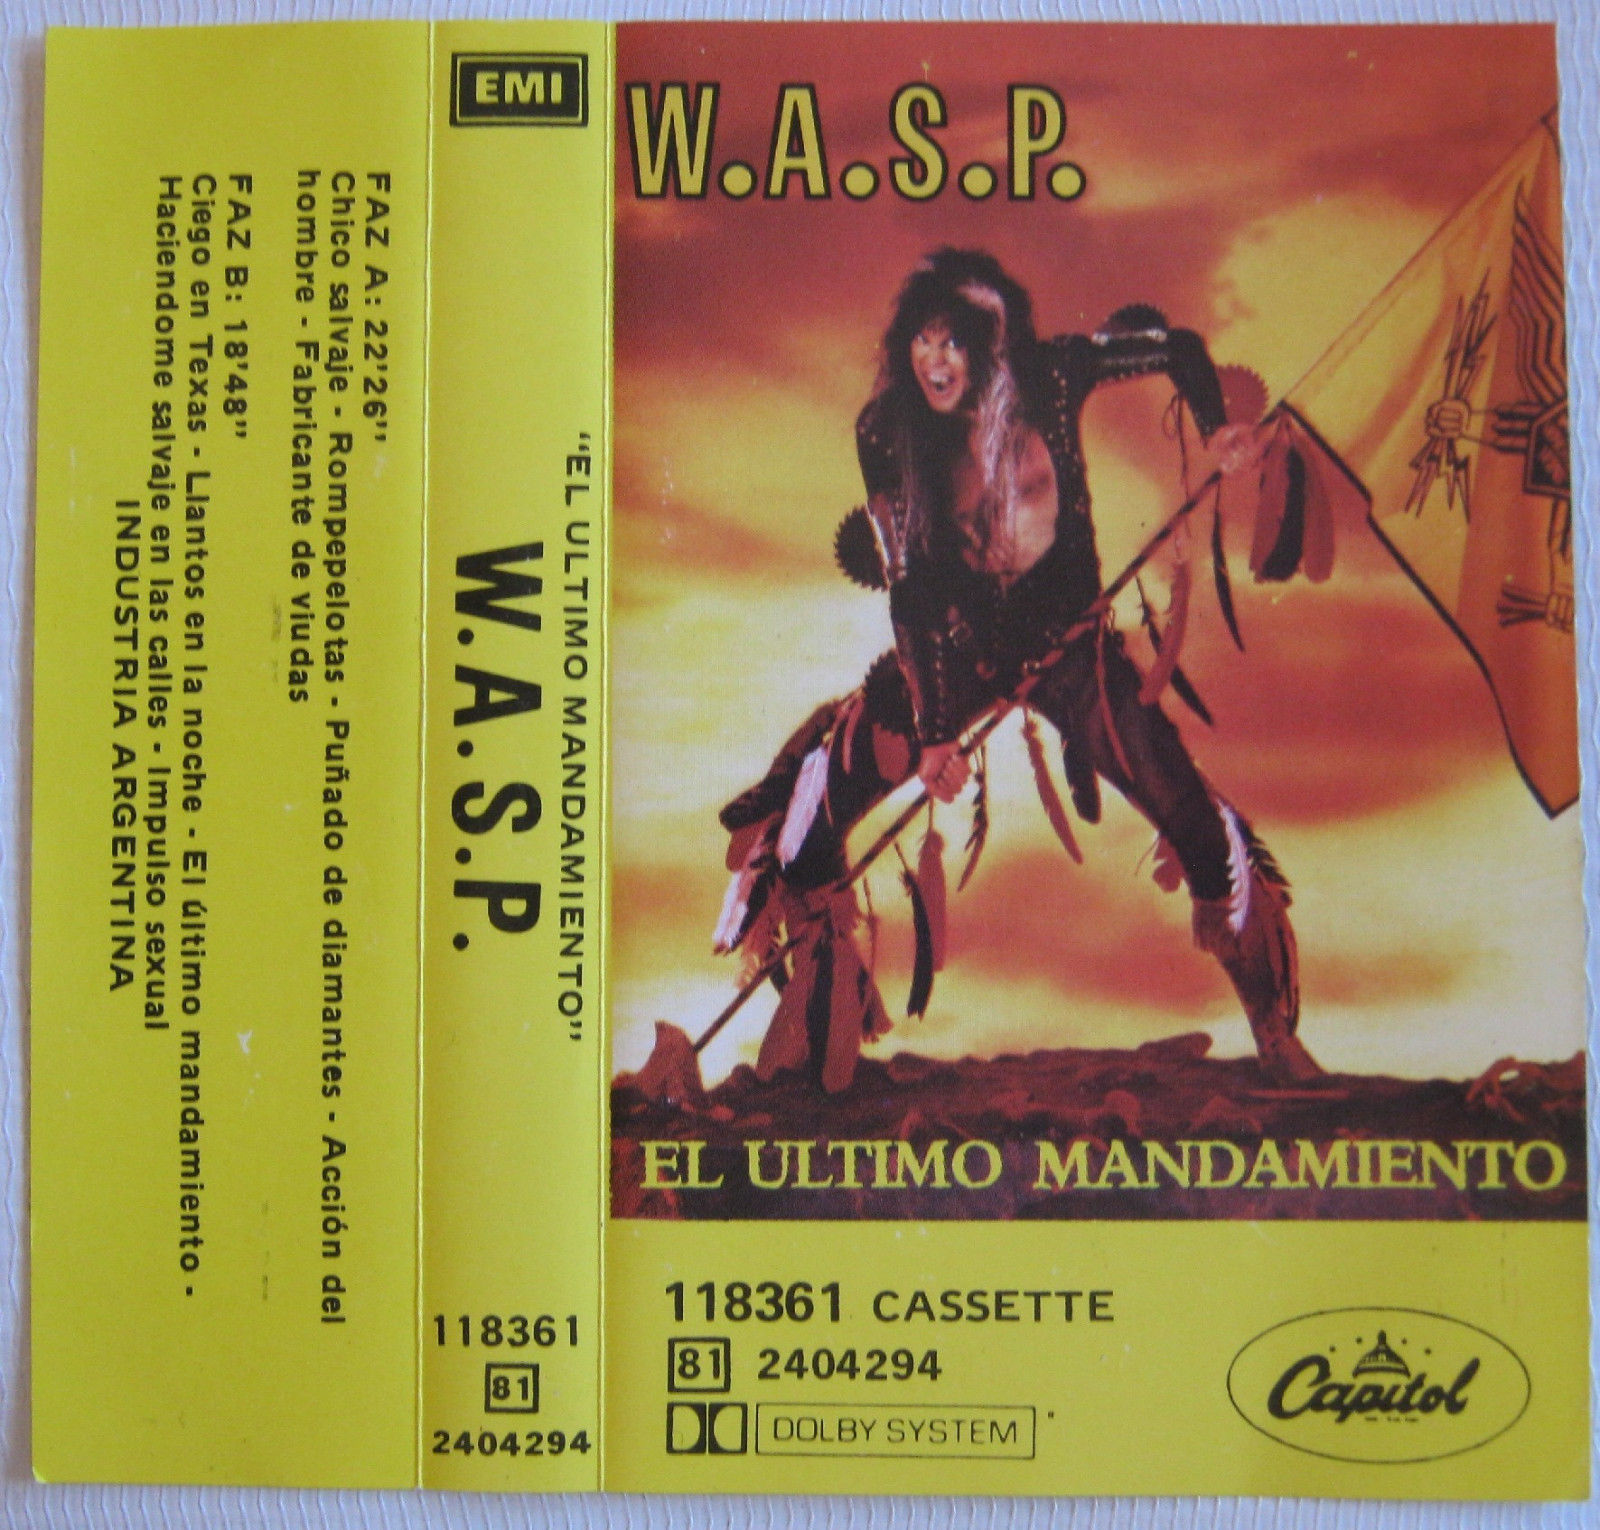 FAZ A: 22'26"
Chico salvaje - Rompepelotas - Puñado de diamantes - Acción del
hombre - Fabricante de viudas
FAZ B: 18'48"
Ciego en Texas - Llantos en la noche - El último mandamiento -
Haciendome salvaje en las calles - Impulso sexual
INDUSTRIA ARGENTINA
EMI
"EL ULTIMO MANDAMIENTO"
W.A.S.P.
118361
81
2404294
W.A.S.P.
EL ULTIMO MANDAMIENTO
118361 CASSETTE
81 2404294
DOLBY SYSTEM
Capitol